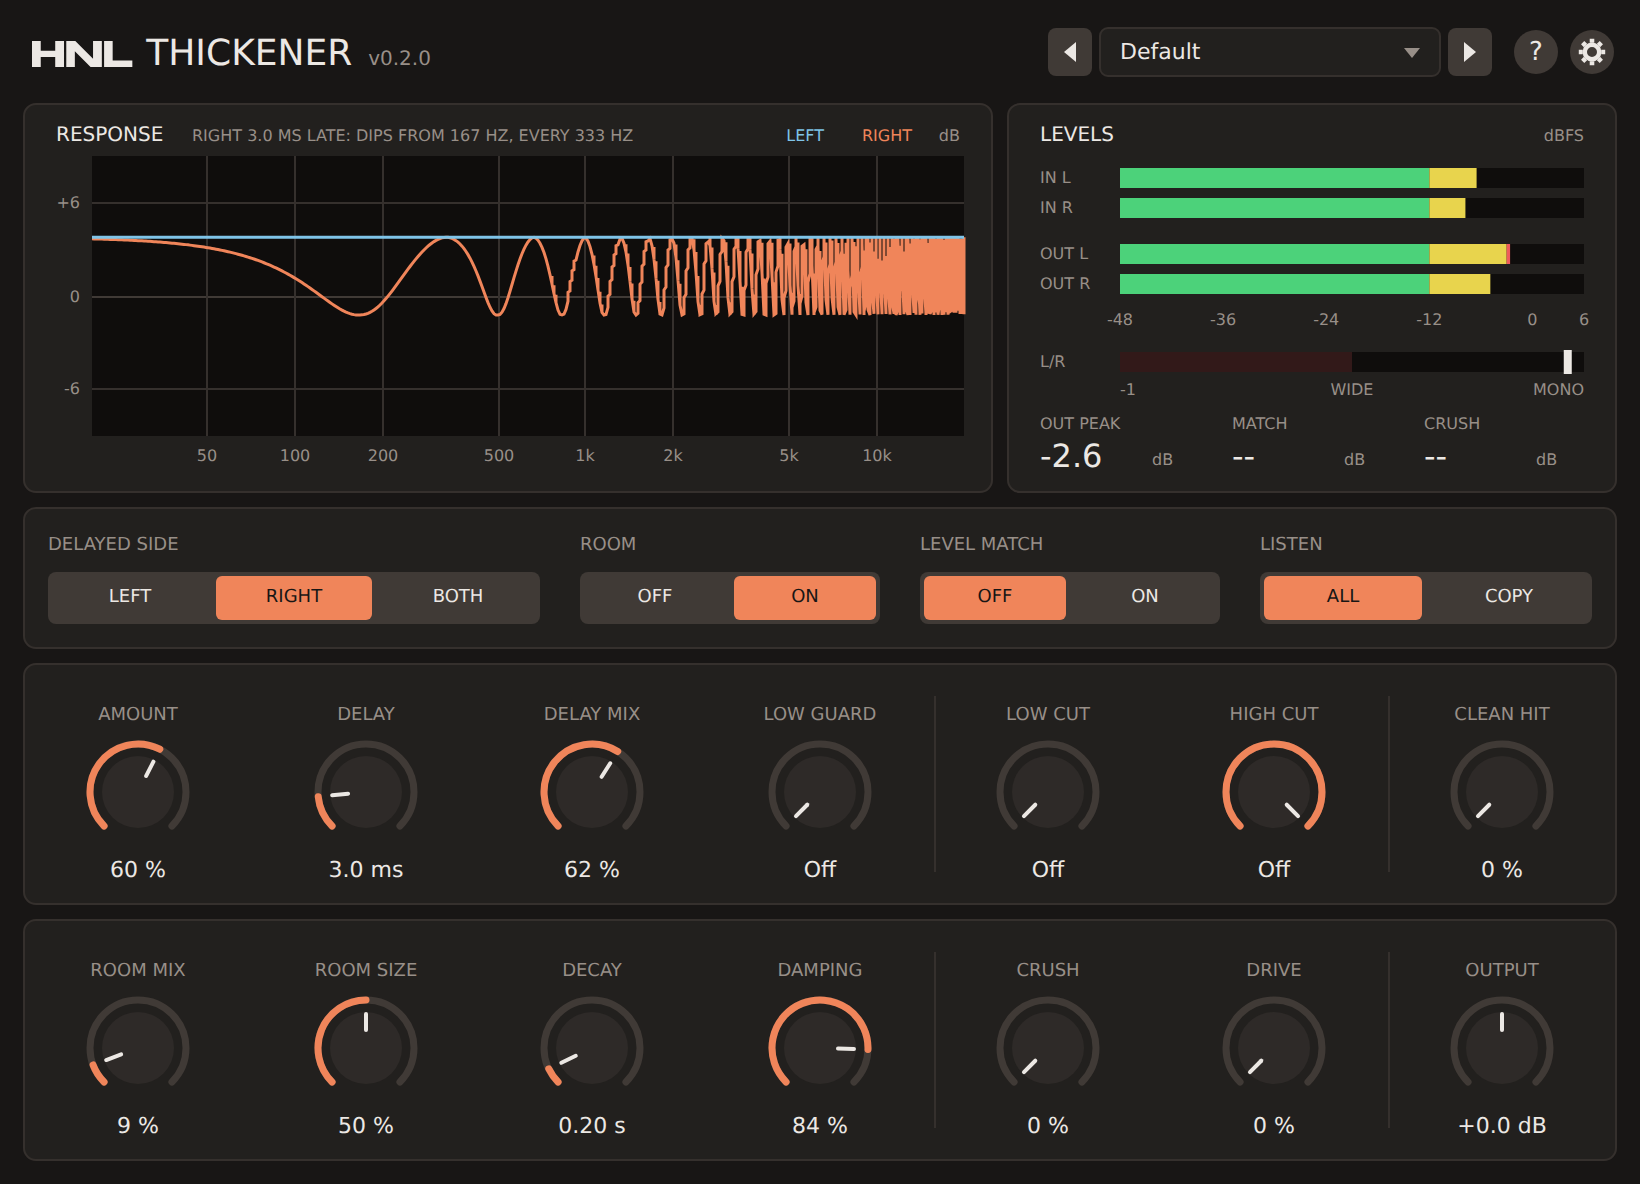 HNL THICKENER v0.2.0
Default
?
RESPONSE RIGHT 3.0 MS LATE: DIPS FROM 167 HZ, EVERY 333 HZ LEFT RIGHT dB
+6
0
-6
50 100 200 500 1k 2k 5k 10k
LEVELS dBFS
IN L
IN R
OUT L
OUT R
-48 -36 -24 -12 0 6
L/R
-1 WIDE MONO
OUT PEAK MATCH CRUSH
-2.6 dB -- dB -- dB
DELAYED SIDE ROOM LEVEL MATCH LISTEN
LEFT RIGHT BOTH OFF ON OFF ON ALL COPY
AMOUNT DELAY DELAY MIX LOW GUARD LOW CUT HIGH CUT CLEAN HIT
60 % 3.0 ms 62 % Off Off Off 0 %
ROOM MIX ROOM SIZE DECAY DAMPING CRUSH DRIVE OUTPUT
9 % 50 % 0.20 s 84 % 0 % 0 % +0.0 dB